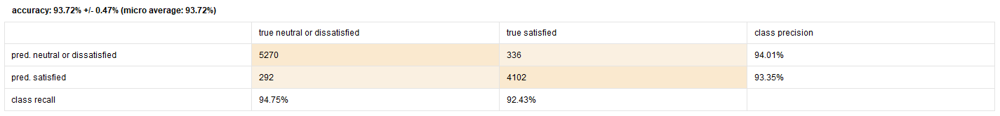 accuracy: 93.72% +/- 0.47% (micro average: 93.72%)
true neutral or dissatisfied true satisfied class precision
pred. neutral or dissatisfied 5270 336 94.01%
pred. satisfied 292 4102 93.35%
class recall 94.75% 92.43%